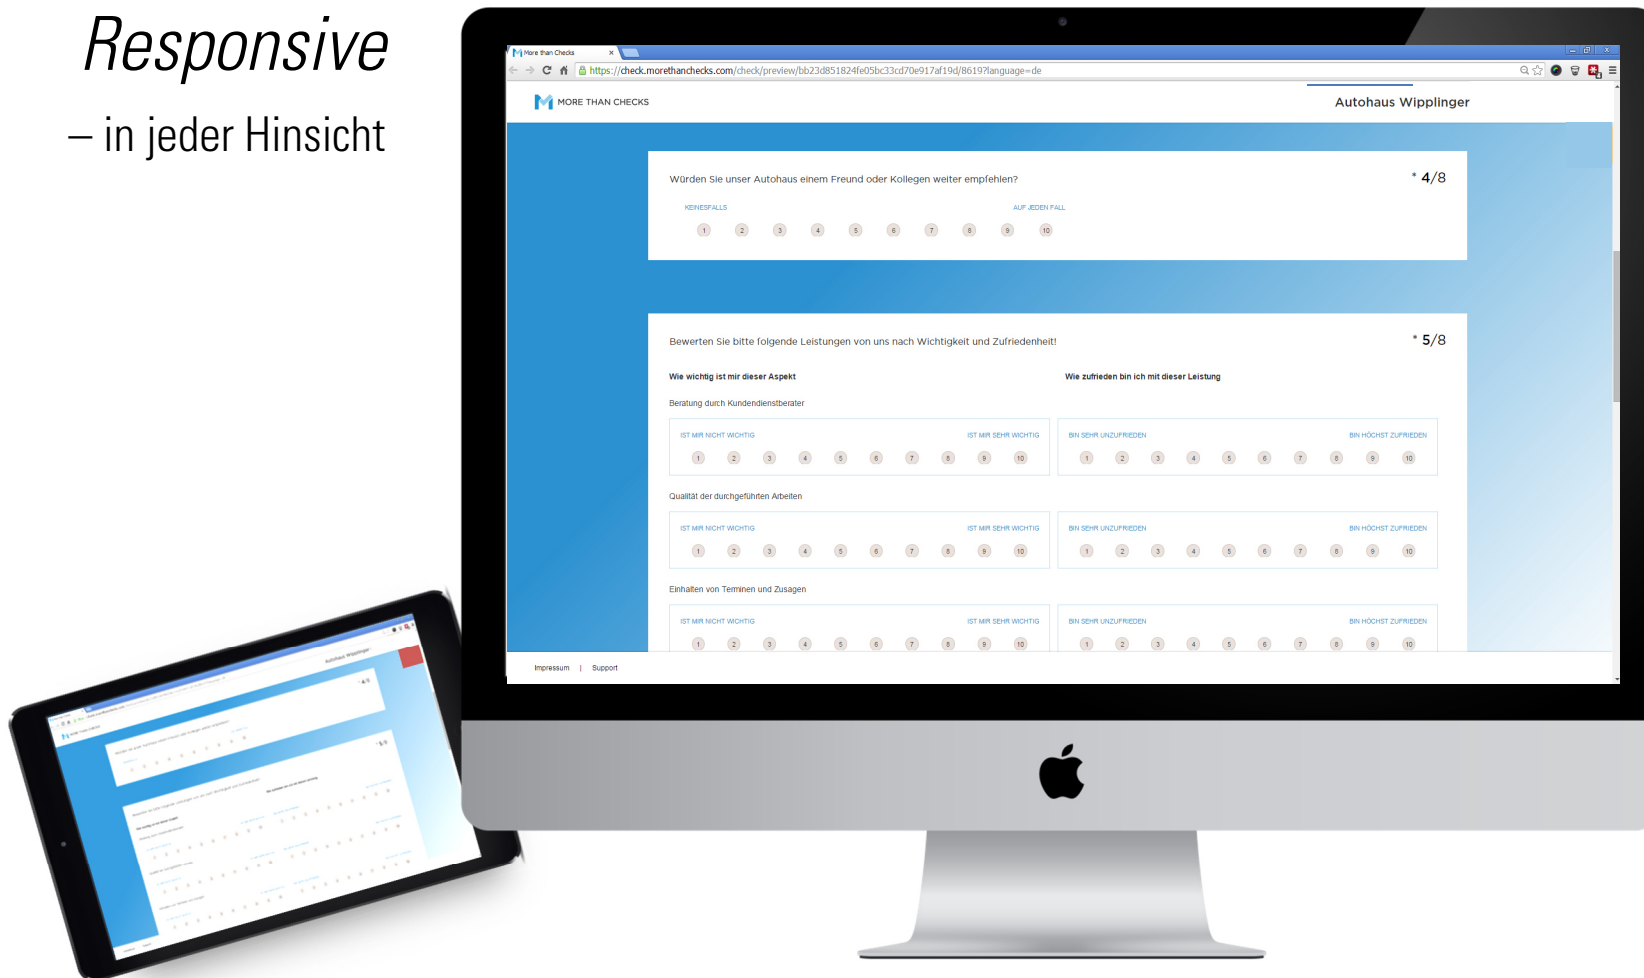 Responsive
– in jeder Hinsicht
More than Checks
https://check.morethanchecks.com/check/preview/bb23d851824fe05bc33cd70e917af19d/8619?language=de
MORE THAN CHECKS
Autohaus Wipplinger
Würden Sie unser Autohaus einem Freund oder Kollegen weiter empfehlen?
* 4/8
KEINESFALLS AUF JEDEN FALL
1 2 3 4 5 6 7 8 9 10
Bewerten Sie bitte folgende Leistungen von uns nach Wichtigkeit und Zufriedenheit!
* 5/8
Wie wichtig ist mir dieser Aspekt Wie zufrieden bin ich mit dieser Leistung
Beratung durch Kundendienstberater
IST MIR NICHT WICHTIG IST MIR SEHR WICHTIG BIN SEHR UNZUFRIEDEN BIN HÖCHST ZUFRIEDEN
1 2 3 4 5 6 7 8 9 10 1 2 3 4 5 6 7 8 9 10
Qualität der durchgeführten Arbeiten
IST MIR NICHT WICHTIG IST MIR SEHR WICHTIG BIN SEHR UNZUFRIEDEN BIN HÖCHST ZUFRIEDEN
1 2 3 4 5 6 7 8 9 10 1 2 3 4 5 6 7 8 9 10
Einhalten von Terminen und Zusagen
IST MIR NICHT WICHTIG IST MIR SEHR WICHTIG BIN SEHR UNZUFRIEDEN BIN HÖCHST ZUFRIEDEN
1 2 3 4 5 6 7 8 9 10 1 2 3 4 5 6 7 8 9 10
Impressum | Support
Autohaus Wipplinger
* 4/8
* 5/8